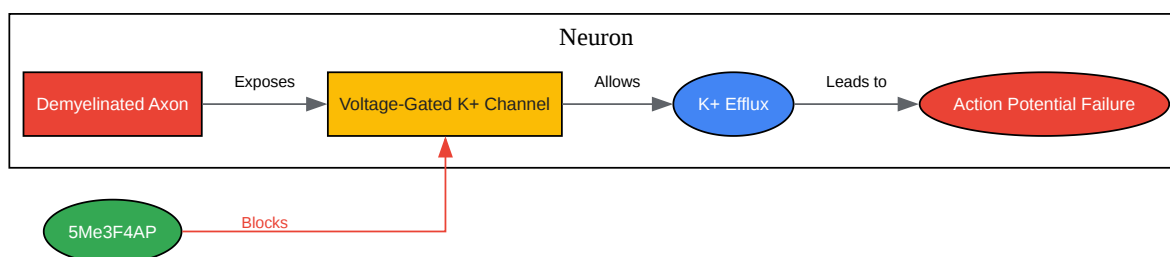 Neuron
Demyelinated Axon
Exposes
Voltage-Gated K+ Channel
Allows
K+ Efflux
Leads to
Action Potential Failure
5Me3F4AP
Blocks